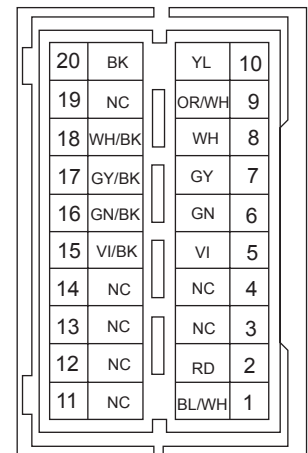 20 BK YL 10
19 NC OR/WH 9
18 WH/BK WH 8
17 GY/BK GY 7
16 GN/BK GN 6
15 VI/BK VI 5
14 NC NC 4
13 NC NC 3
12 NC RD 2
11 NC BL/WH 1